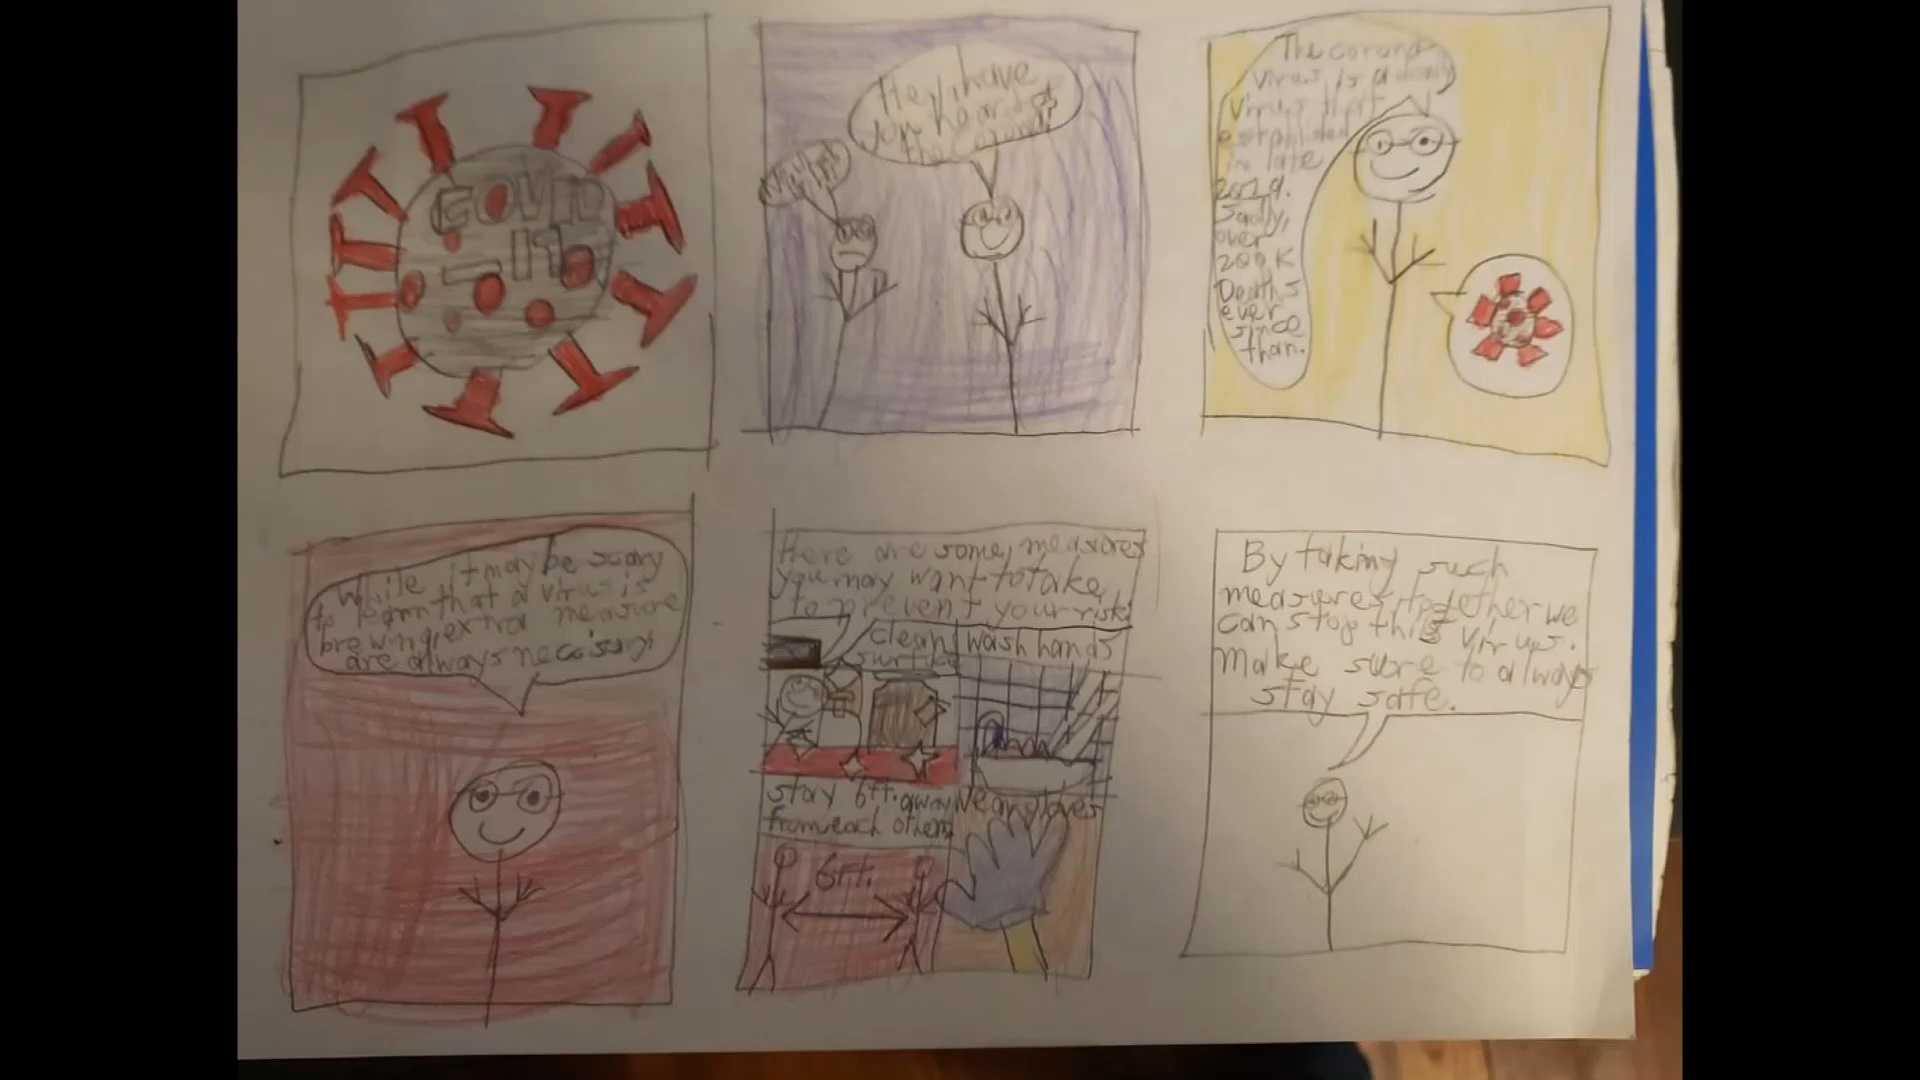 COVID
-19
Hey, have
you heard of
the
The corona
virus is a deadly
virus that
established
in late
2019.
Sadly,
over
200K
Deaths
ever
since
than.
While it may be scary
to learn that a virus is
brewing, extra measure
are always necissary
Here are some measures
you may want to take
to prevent your risk
clean
surface
wash hands
stay 6ft. away
from each others
Wear gloves
6ft.
By taking such
measures, together we
can stop this virus.
Make sure to always
stay safe.